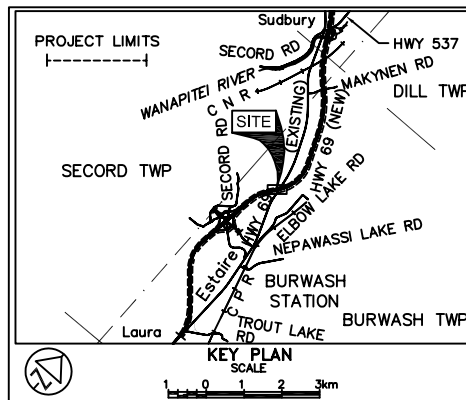 Sudbury
PROJECT LIMITS
SECORD RD
HWY 537
WANAPITEI RIVER
C N R
MAKYNEN RD
DILL TWP
SITE
(EXISTING)
HWY 69 (NEW)
SECORD RD
SECORD TWP
HWY 69
ELBOW LAKE RD
Estaire
NEPAWASSI LAKE RD
BURWASH
STATION
C P R
BURWASH TWP
Laura
TROUT LAKE
RD
KEY PLAN
SCALE
N
1 0 1 2 3km